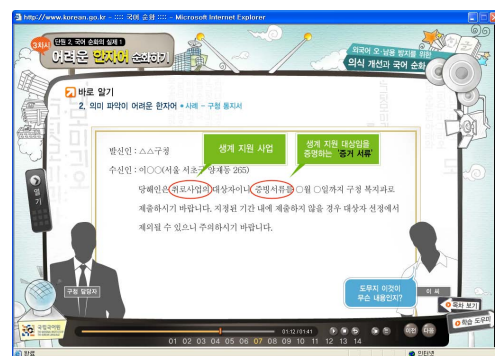 http://www.korean.go.kr - :::: 국어 순화 :::: - Microsoft Internet Explorer
3차시
단원 2. 국어 순화의 실제 1
어려운 한자어 순화하기
외국어 오·남용 방지를 위한
의식 개선과 국어 순화
바로 알기
2. 의미 파악이 어려운 한자어 • 사례 - 구청 통지서
생계 지원 사업
생계 지원 대상임을
증명하는 '증거 서류'
발신인 : △△구청
수신인 : 이○○(서울 서초구 양재동 265)
당해인은 취로사업의 대상자이니 증빙서류를 ○월 ○일까지 구청 복지과로
제출하시기 바랍니다. 지정된 기간 내에 제출하지 않을 경우 대상자 선정에서
제외될 수 있으니 주의하시기 바랍니다.
열기
구청 담당자
도무지 이것이
무슨 내용인지?
이 씨
목차 보기
학습 도우미
국립국어원
01:12 / 01:41
이전 다음
01 02 03 04 05 06 07 08 09 10 11 12 13 14
완료
인터넷